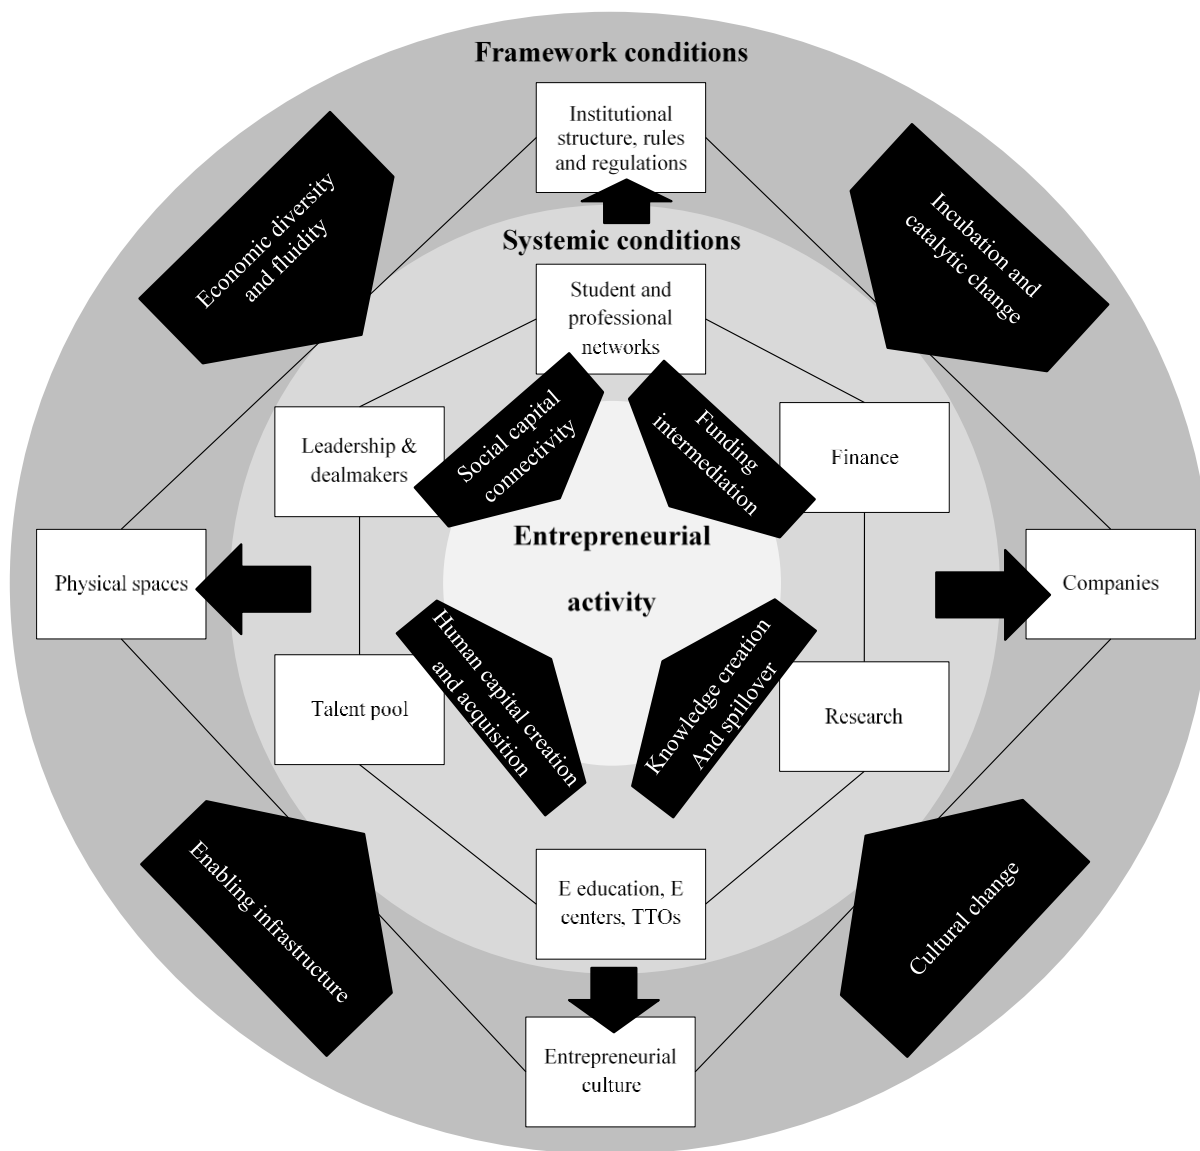 Framework conditions
Institutional
structure, rules
and regulations
Economic diversity
and fluidity
Incubation and
catalytic change
Systemic conditions
Student and
professional
networks
Leadership &
dealmakers
Social capital
connectivity
Funding
intermediation
Finance
Entrepreneurial
activity
Physical spaces
Companies
Talent pool
Human capital creation
and acquisition
Knowledge creation
And spillover
Research
Enabling infrastructure
E education, E
centers, TTOs
Cultural change
Entrepreneurial
culture